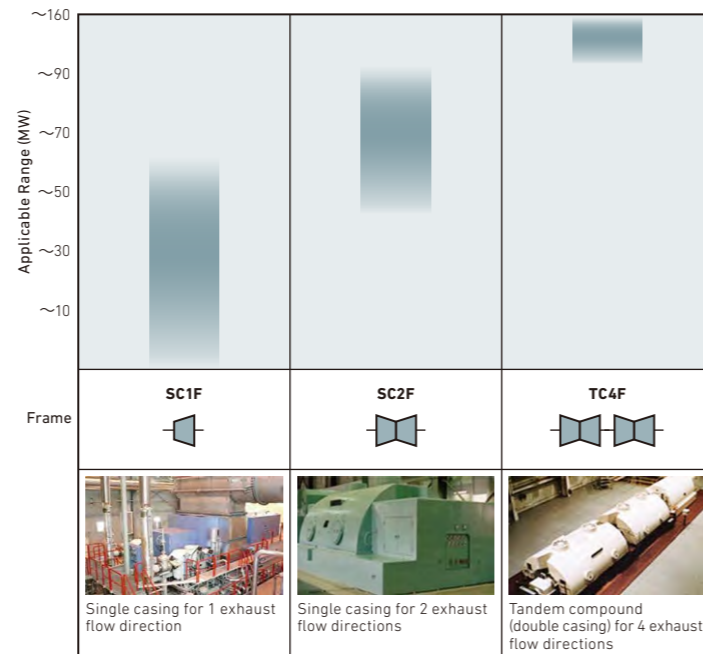 Applicable Range (MW)
～160
～90
～70
～50
～30
～10
Frame
SC1F
SC2F
TC4F
Single casing for 1 exhaust
flow direction
Single casing for 2 exhaust
flow directions
Tandem compound
(double casing) for 4 exhaust
flow directions